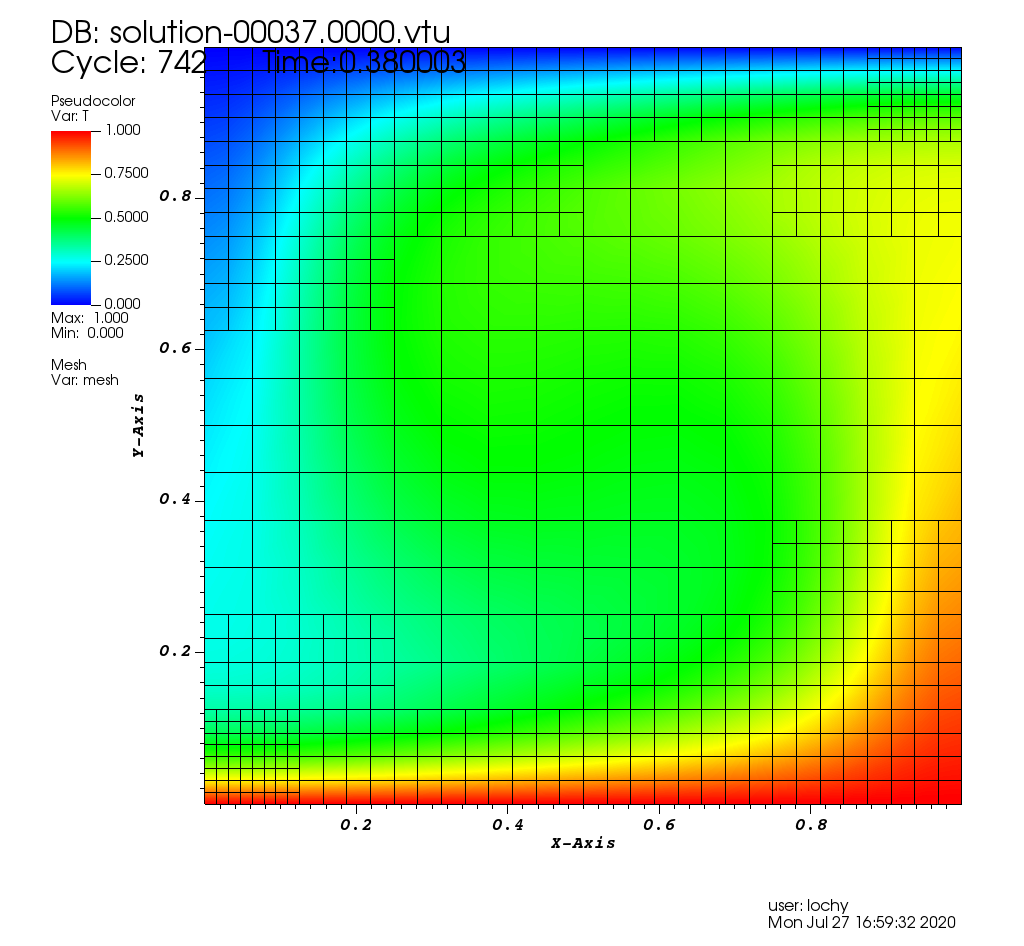 DB: solution-00037.0000.vtu
Cycle: 742 Time:0.380003
Pseudocolor
Var: T
1.000
0.7500
0.5000
0.2500
0.000
Max: 1.000
Min: 0.000
Mesh
Var: mesh
Y-Axis
0.8
0.6
0.4
0.2
0.2 0.4 0.6 0.8
X-Axis
user: lochy
Mon Jul 27 16:59:32 2020